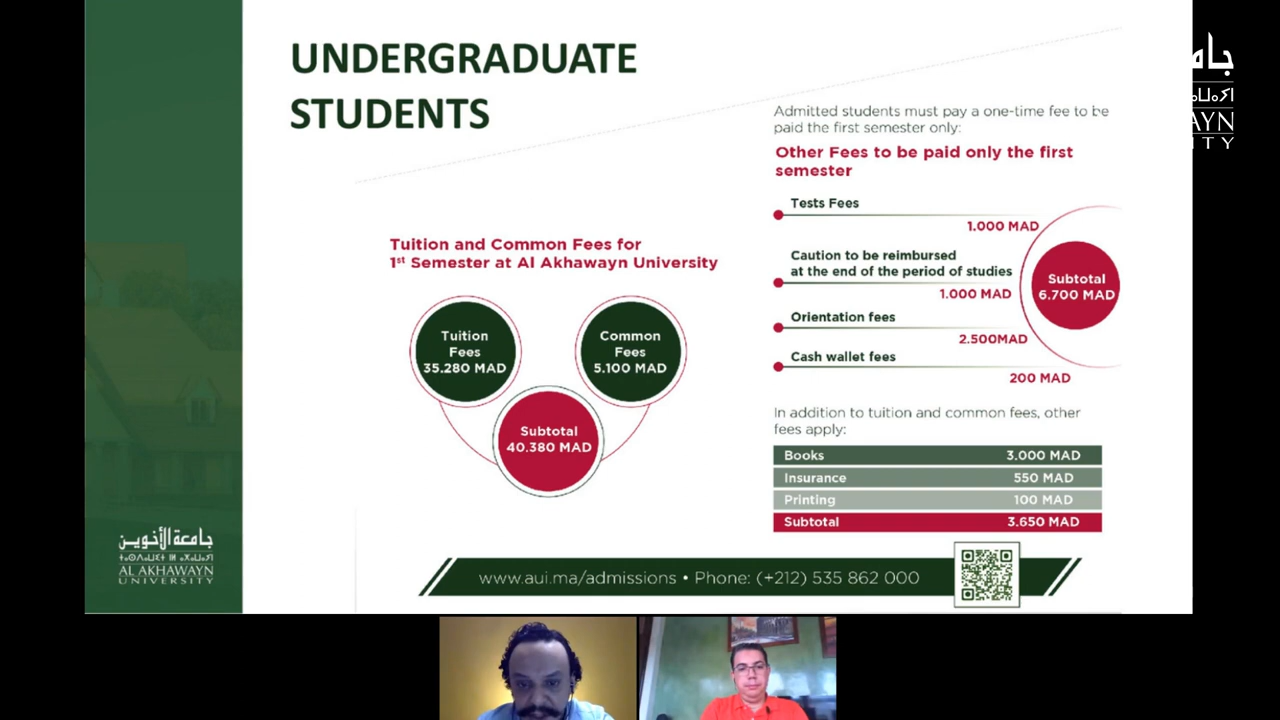 UNDERGRADUATE
STUDENTS
Tuition and Common Fees for
1st Semester at Al Akhawayn University
Tuition
Fees
35.280 MAD
Common
Fees
5.100 MAD
Subtotal
40.380 MAD
Admitted students must pay a one-time fee to be
paid the first semester only:
Other Fees to be paid only the first
semester
Tests Fees
1.000 MAD
Caution to be reimbursed
at the end of the period of studies
1.000 MAD
Orientation fees
2.500MAD
Cash wallet fees
200 MAD
Subtotal
6.700 MAD
In addition to tuition and common fees, other
fees apply:
Books 3.000 MAD
Insurance 550 MAD
Printing 100 MAD
Subtotal 3.650 MAD
www.aui.ma/admissions • Phone: (+212) 535 862 000
جامعة الأخوين
AL AKHAWAYN
UNIVERSITY